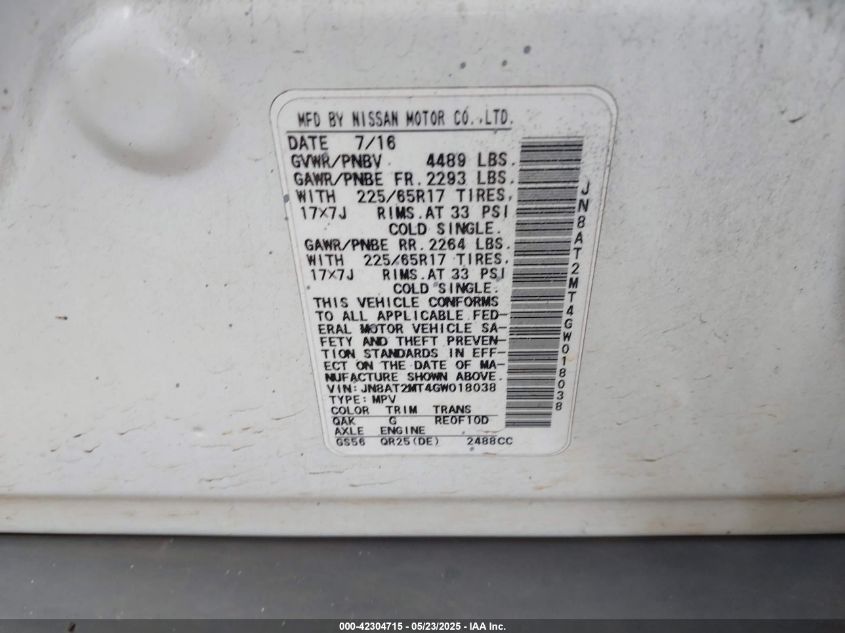 MFD BY NISSAN MOTOR CO.,LTD.
DATE 7/16
GVWR/PNBV 4489 LBS.
GAWR/PNBE FR. 2293 LBS.
WITH 225/65R17 TIRES,
17×7J RIMS.AT 33 PSI
COLD SINGLE.
GAWR/PNBE RR. 2264 LBS.
WITH 225/65R17 TIRES,
17×7J RIMS.AT 33 PSI
COLD SINGLE.
THIS VEHICLE CONFORMS
TO ALL APPLICABLE FED-
ERAL MOTOR VEHICLE SA-
FETY AND THEFT PREVEN-
TION STANDARDS IN EFF-
ECT ON THE DATE OF MA-
NUFACTURE SHOWN ABOVE.
VIN: JN8AT2MT4GW018038
TYPE: MPV
COLOR TRIM TRANS
QAK G RE0F10D
AXLE ENGINE
GS56 QR25(DE) 2488CC
JN8AT2MT4GW018038
000-42304715 - 05/23/2025 - IAA Inc.